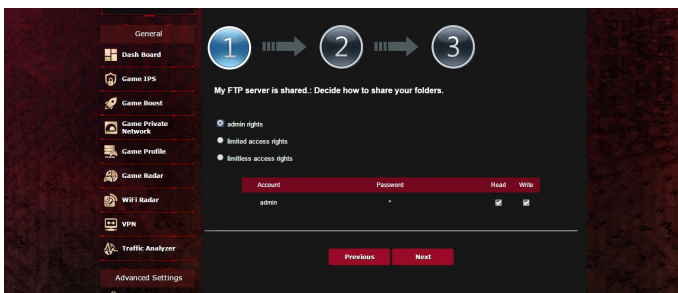 General
Dash Board
Game IPS
Game Boost
Game Private
Network
Game Profile
Game Radar
WiFi Radar
VPN
Traffic Analyzer
Advanced Settings
1 2 3
My FTP server is shared.: Decide how to share your folders.
admin rights
limited access rights
limitless access rights
Account Password Read Write
admin *
Previous Next